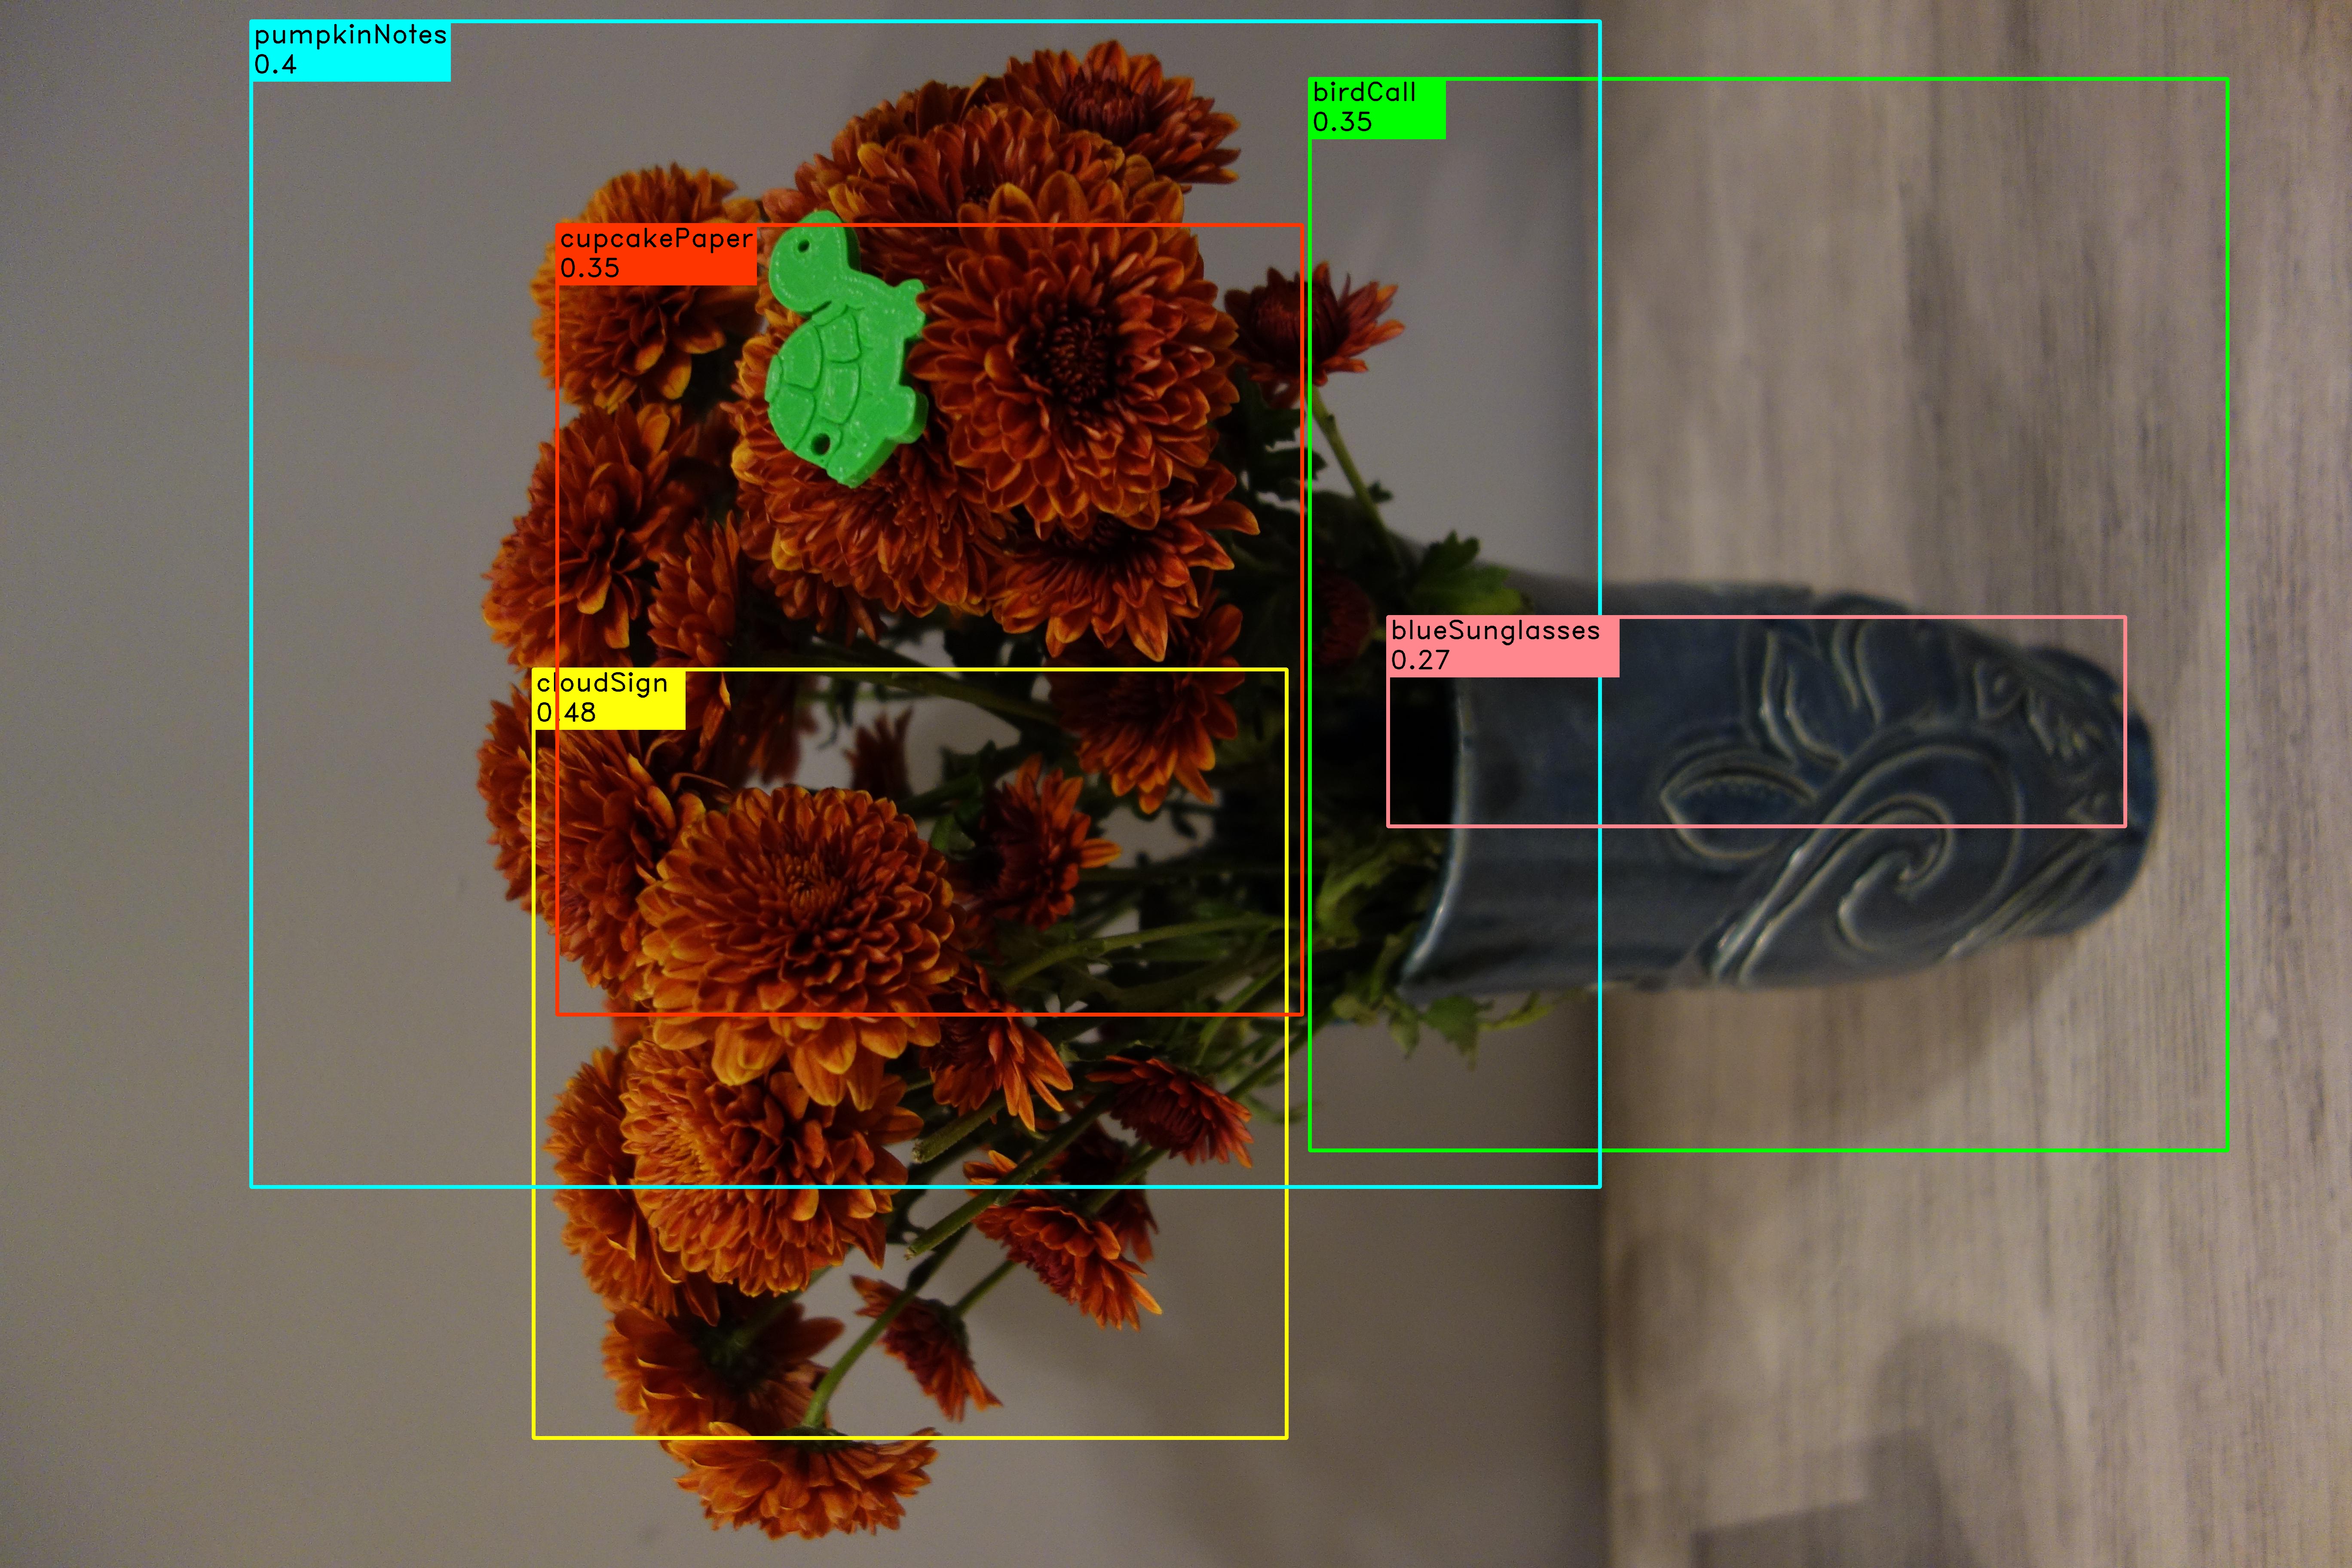 pumpkinNotes
0.4
birdCall
0.35
cupcakePaper
0.35
blueSunglasses
0.27
cloudSign
0.48